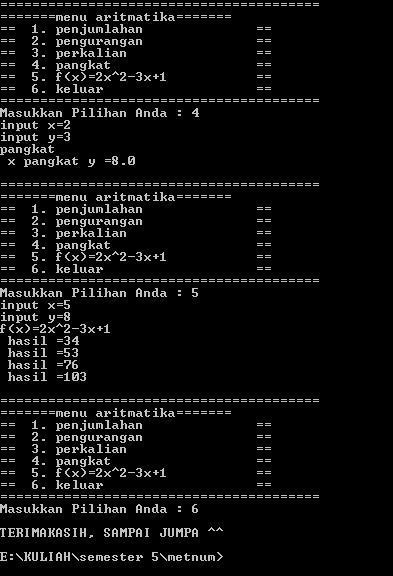 ========================================
=======menu aritmatika=======
==  1. penjumlahan              ==
==  2. pengurangan              ==
==  3. perkalian                ==
==  4. pangkat                  ==
==  5. f(x)=2x^2-3x+1           ==
==  6. keluar                   ==
========================================
Masukkan Pilihan Anda : 4
input x=2
input y=3
pangkat
 x pangkat y =8.0

========================================
=======menu aritmatika=======
==  1. penjumlahan              ==
==  2. pengurangan              ==
==  3. perkalian                ==
==  4. pangkat                  ==
==  5. f(x)=2x^2-3x+1           ==
==  6. keluar                   ==
========================================
Masukkan Pilihan Anda : 5
input x=5
input y=8
f(x)=2x^2-3x+1
 hasil =34
 hasil =53
 hasil =76
 hasil =103

========================================
=======menu aritmatika=======
==  1. penjumlahan              ==
==  2. pengurangan              ==
==  3. perkalian                ==
==  4. pangkat                  ==
==  5. f(x)=2x^2-3x+1           ==
==  6. keluar                   ==
========================================
Masukkan Pilihan Anda : 6

TERIMAKASIH, SAMPAI JUMPA ^^

E:\KULIAH\semester 5\metnum>